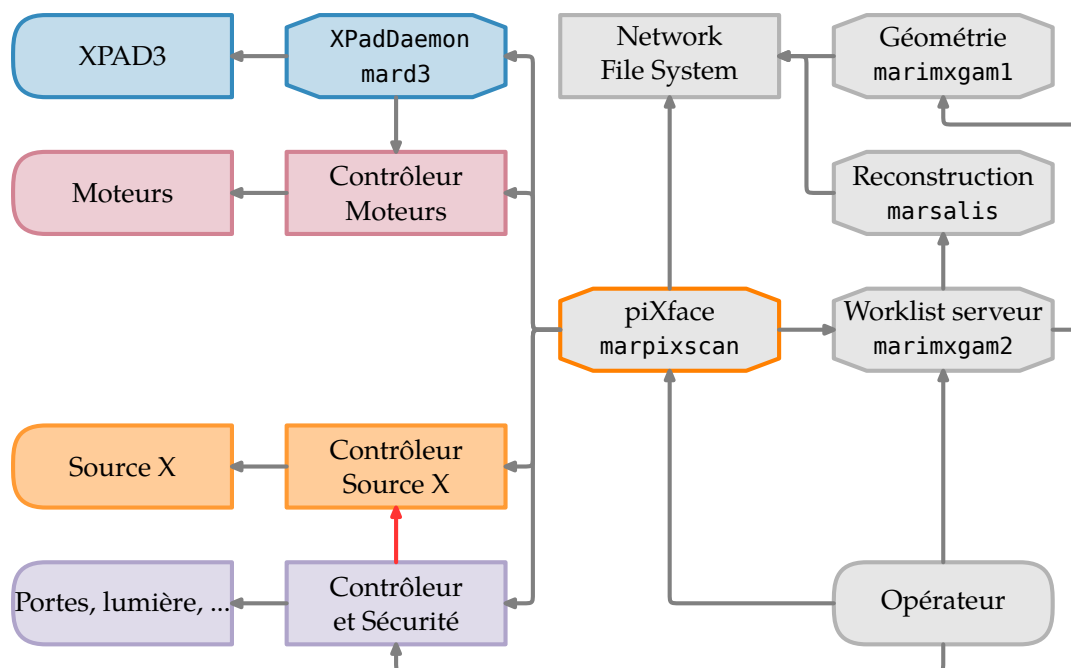 XPAD3
XPadDaemon
mard3
Network
File System
Géométrie
marimxgam1
Moteurs
Contrôleur
Moteurs
Reconstruction
marsalis
piXface
marpixscan
Worklist serveur
marimxgam2
Source X
Contrôleur
Source X
Portes, lumière, ...
Contrôleur
et Sécurité
Opérateur